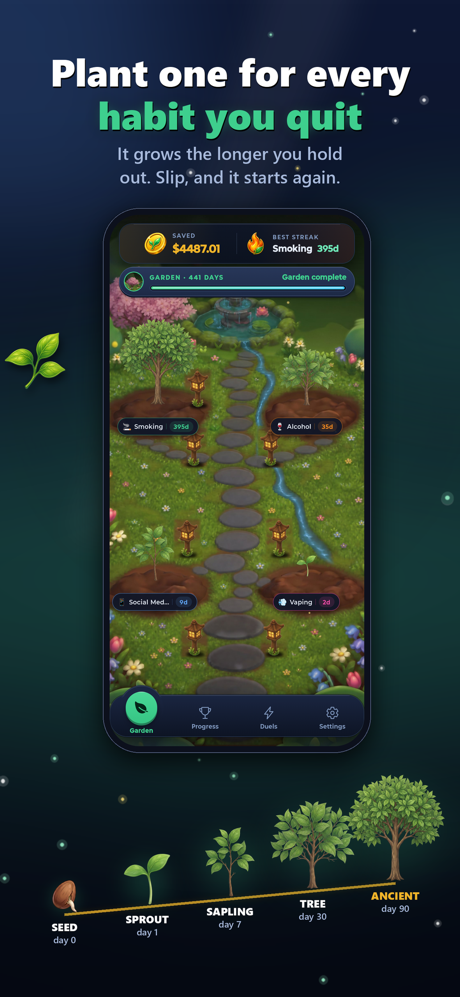 Plant one for every
habit you quit
It grows the longer you hold
out. Slip, and it starts again.
SAVED
$4487.01
BEST STREAK
Smoking 395d
GARDEN · 441 DAYS
Garden complete
Smoking 395d
Alcohol 35d
Social Med... 9d
Vaping 2d
Garden
Progress
Duels
Settings
SEED
day 0
SPROUT
day 1
SAPLING
day 7
TREE
day 30
ANCIENT
day 90